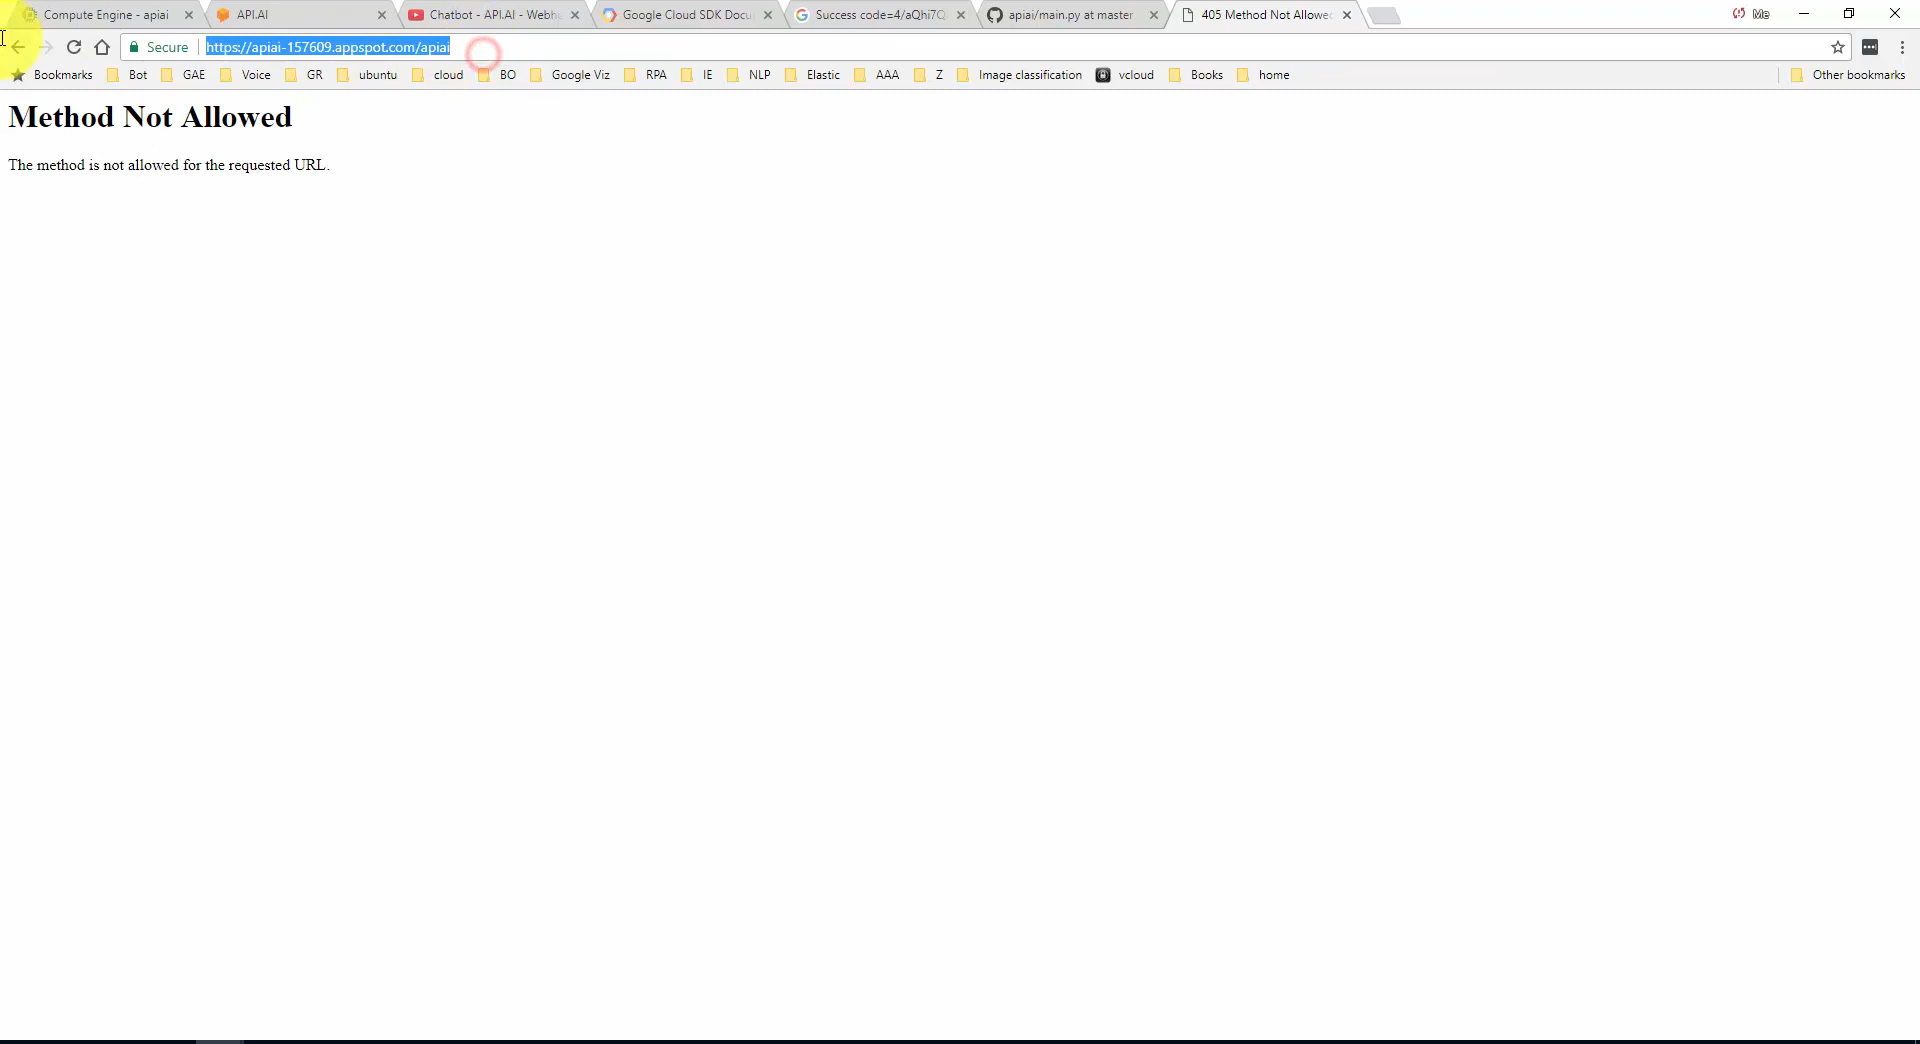 Compute Engine - apiai
API.AI
Chatbot - API.AI - Webh
Google Cloud SDK Docu
Success code=4/aQhi7Q
apiai/main.py at master
405 Method Not Allowed
Me
Secure
https://apiai-157609.appspot.com/apiai
Bookmarks
Bot
GAE
Voice
GR
ubuntu
cloud
BO
Google Viz
RPA
IE
NLP
Elastic
AAA
Z
Image classification
vcloud
Books
home
Other bookmarks
Method Not Allowed
The method is not allowed for the requested URL.